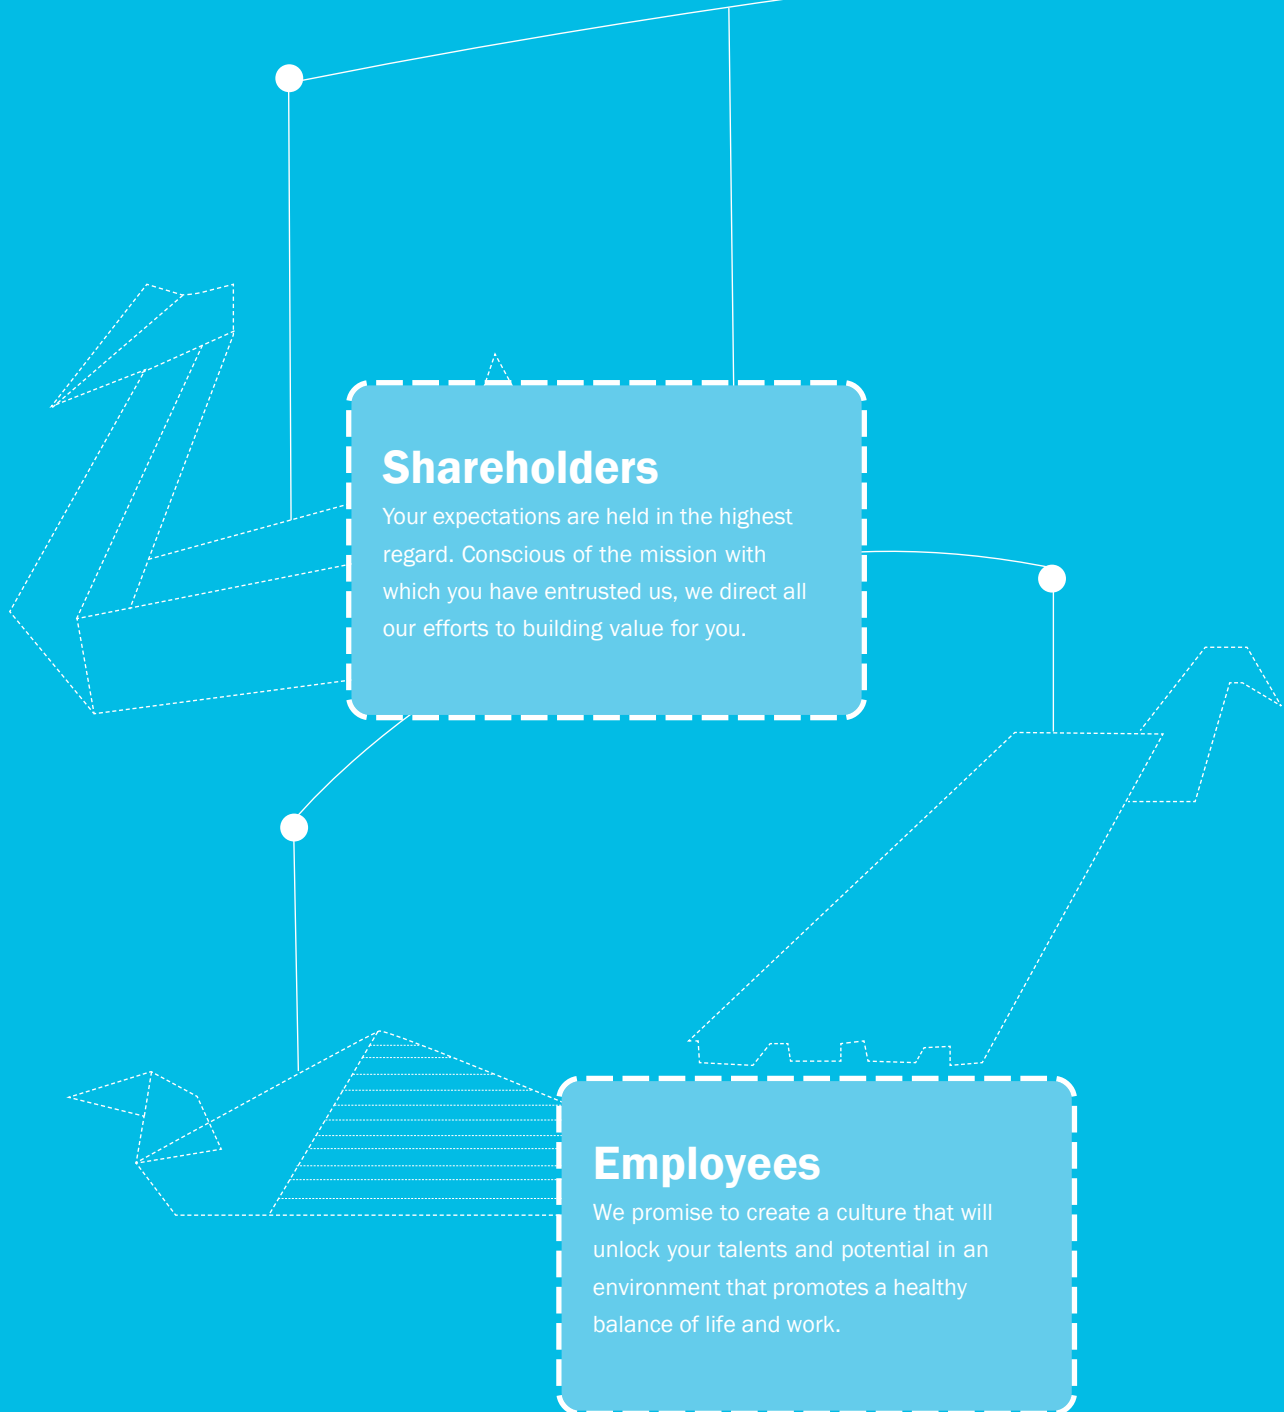 Shareholders
Your expectations are held in the highest
regard. Conscious of the mission with
which you have entrusted us, we direct all
our efforts to building value for you.
Employees
We promise to create a culture that will
unlock your talents and potential in an
environment that promotes a healthy
balance of life and work.